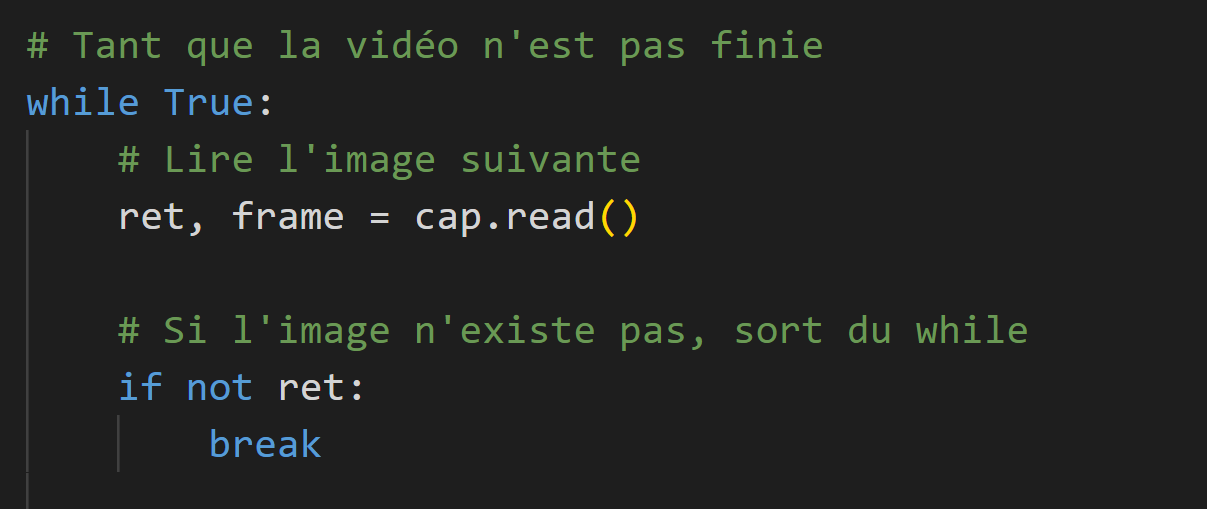 # Tant que la vidéo n'est pas finie
while True:
    # Lire l'image suivante
    ret, frame = cap.read()

    # Si l'image n'existe pas, sort du while
    if not ret:
        break